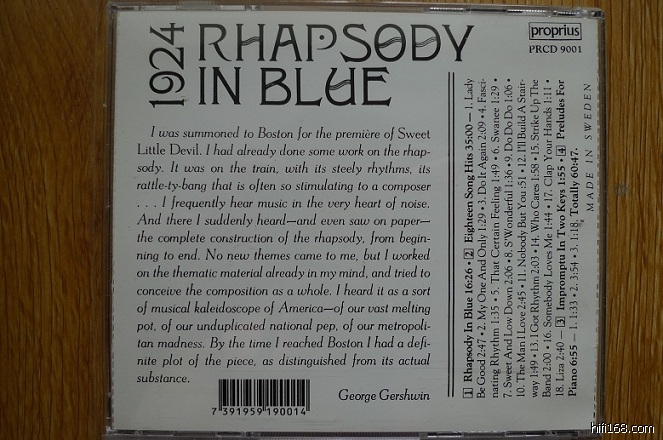 1924
RHAPSODY
IN BLUE
proprius
PRCD 9001
I was summoned to Boston for the première of Sweet
Little Devil. I had already done some work on the rhap-
sody. It was on the train, with its steely rhythms, its
rattle-ty-bang that is often so stimulating to a composer
. . . I frequently hear music in the very heart of noise.
And there I suddenly heard—and even saw on paper—
the complete construction of the rhapsody, from begin-
ning to end. No new themes came to me, but I worked
on the thematic material already in my mind, and tried to
conceive the composition as a whole. I heard it as a sort
of musical kaleidoscope of America—of our vast melting
pot, of our unduplicated national pep, of our metropoli-
tan madness. By the time I reached Boston I had a defi-
nite plot of the piece, as distinguished from its actual
substance.
George Gershwin
7 391959 190014
1 Rhapsody In Blue 16:26 • 2 Eighteen Song Hits 35:00 — 1. Lady
Be Good 2:47 • 2. My One And Only 1:29 • 3. Do It Again 2:09 • 4. Fasci-
nating Rhythm 1:35 • 5. That Certain Feeling 1:49 • 6. Swanee 1:29 •
7. Sweet And Low Down 2:06 • 8. S'Wonderful 1:36 • 9. Do Do Do 1:06 •
10. The Man I Love 2:45 • 11. Nobody But You :51 • 12. I'll Build A Stair-
way 1:49 • 13. I Got Rhythm 2:03 • 14. Who Cares 1:58 • 15. Strike Up The
Band 2:00 • 16. Somebody Loves Me 1:44 • 17. Clap Your Hands 1:11 •
18. Liza 2:40 — 3 Impromptu In Two Keys 1:55 • 4 Preludes For
Piano 6:55 — 1. 1:33 • 2. 3:54 • 3. 1:18. Totally 60:47.
MADE IN SWEDEN
hifi168.com